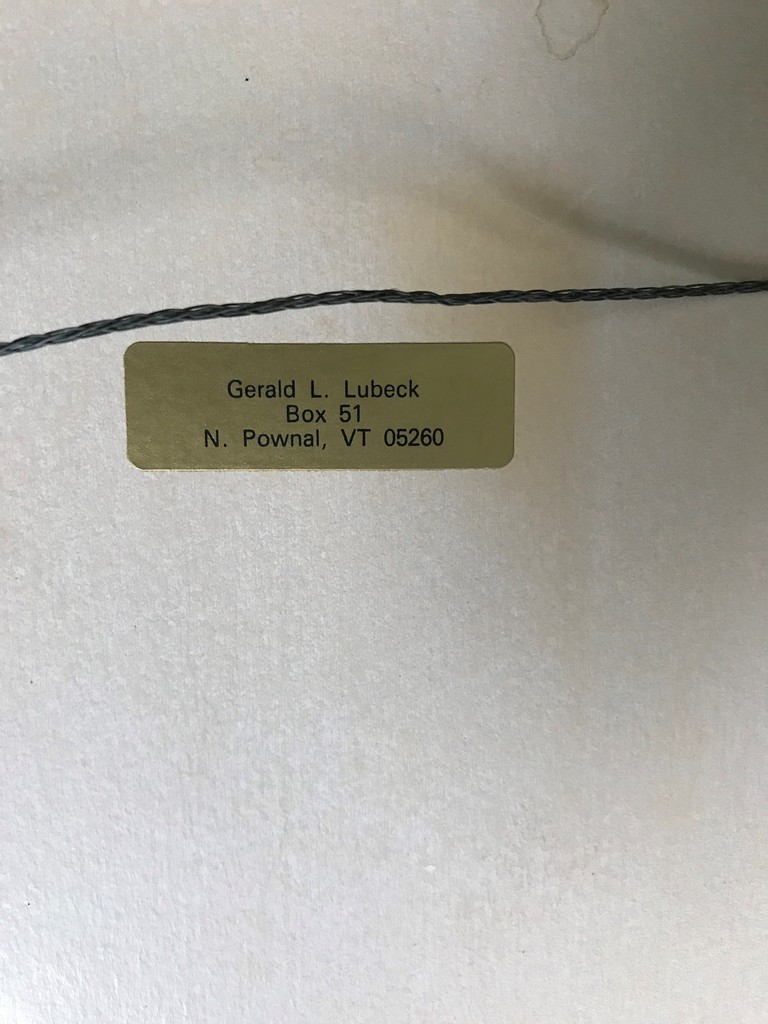 Gerald L. Lubeck
Box 51
N. Pownal, VT 05260